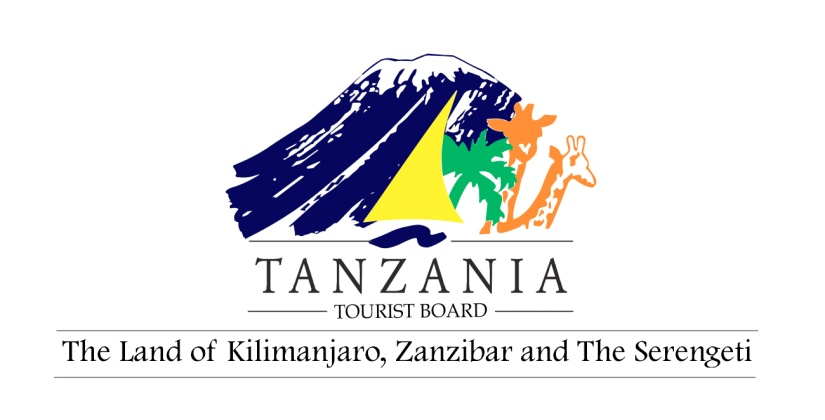 TANZANIA
TOURIST BOARD
The Land of Kilimanjaro, Zanzibar and The Serengeti